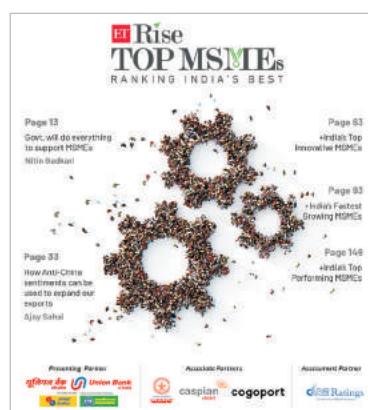 ET Rise
TOP MSMEs
RANKING INDIA'S BEST
Page 13
Govt. will do everything
to support MSMEs
Nitin Gadkari
Page 33
How Anti-China
sentiments can be
used to expand our
exports
Ajay Sahai
Page 63
+India's Top
Innovative MSMEs
Page 93
+India's Fastest
Growing MSMEs
Page 149
+India's Top
Performing MSMEs
Presenting Partner
यूनियन बैंक Union Bank
Associate Partners
caspian
debt
cogoport
Assessment Partner
Ratings